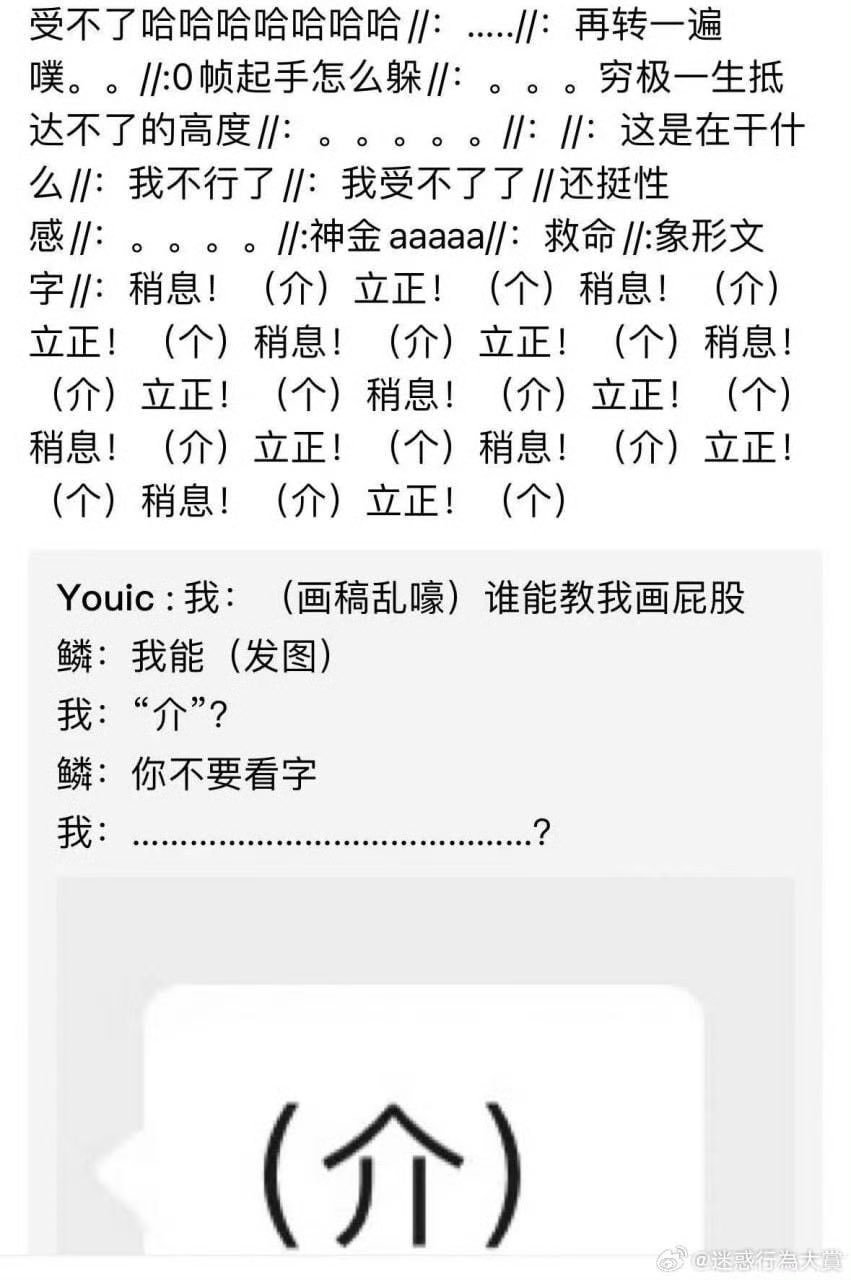 受不了哈哈哈哈哈哈哈//：.....//：再转一遍
噗。。//:0帧起手怎么躲//：。。。穷极一生抵
达不了的高度//：。。。。。//：//：这是在干什
么//：我不行了//：我受不了了//还挺性
感//：。。。。//:神金aaaaa//：救命//:象形文
字//：稍息！（介）立正！（个）稍息！（介）
立正！（个）稍息！（介）立正！（个）稍息！
（介）立正！（个）稍息！（介）立正！（个）
稍息！（介）立正！（个）稍息！（介）立正！
（个）稍息！（介）立正！（个）
Youic : 我：（画稿乱嚎）谁能教我画屁股
鳞：我能（发图）
我：“介”？
鳞：你不要看字
我：.......................................？
（介）
@迷惑行為大賞